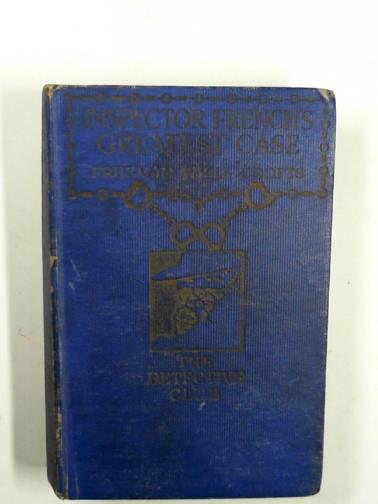 INSPECTOR FRENCH'S
GREATEST CASE
FREEMAN WILLS CROFTS
THE
DETECTIVE
CLUB